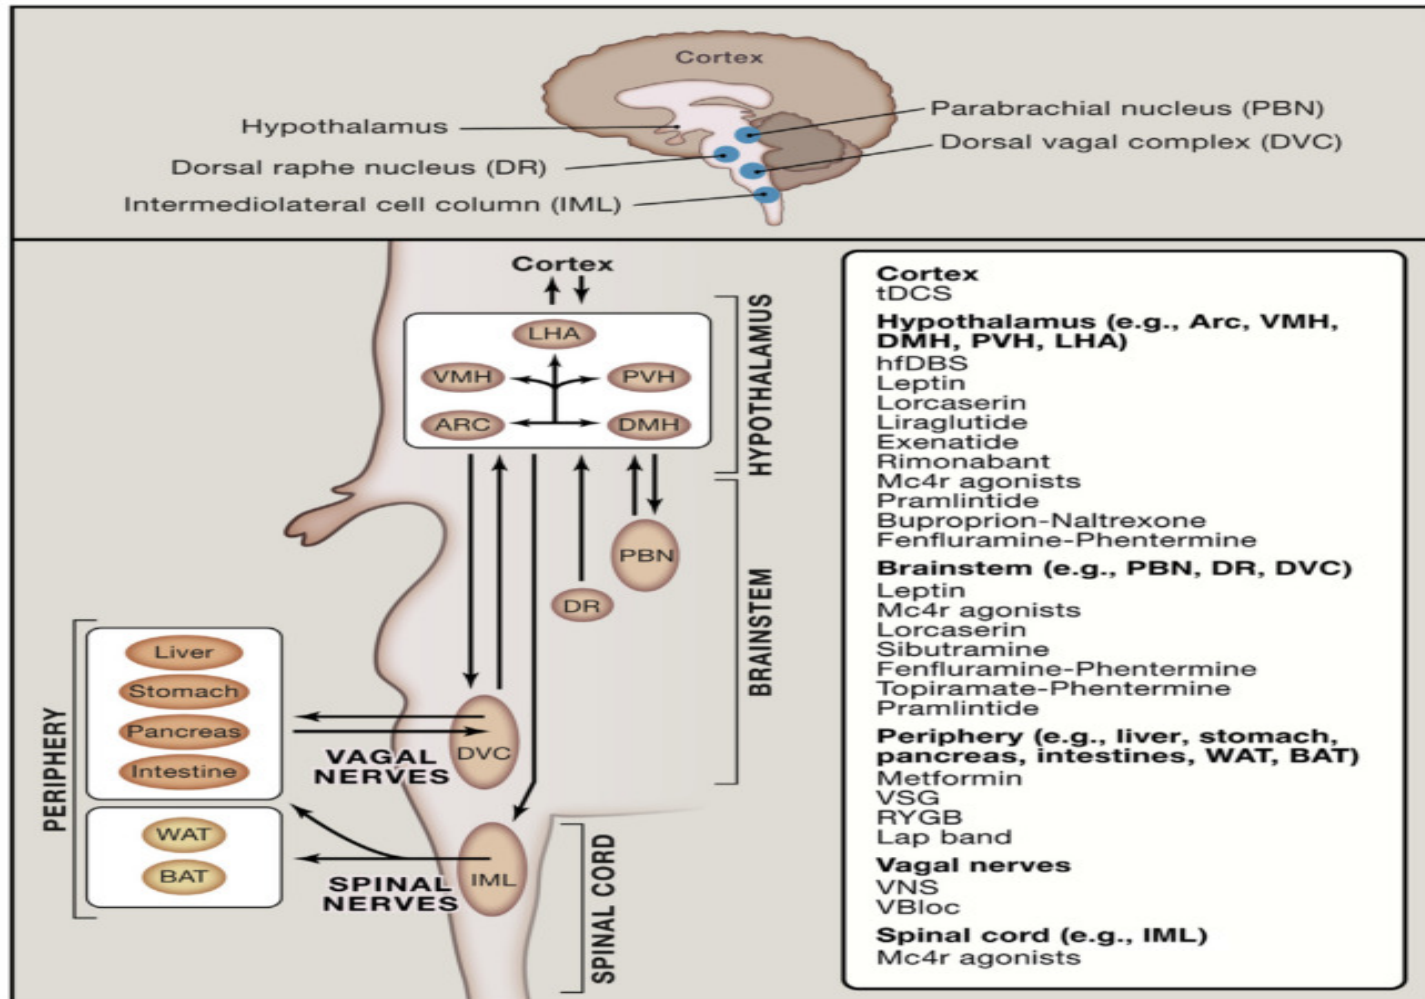 Cortex
Hypothalamus
Parabrachial nucleus (PBN)
Dorsal raphe nucleus (DR)
Dorsal vagal complex (DVC)
Intermediolateral cell column (IML)
Cortex
LHA
VMH
PVH
ARC
DMH
HYPOTHALAMUS
PBN
DR
BRAINSTEM
PERIPHERY
Liver
Stomach
Pancreas
Intestine
VAGAL
NERVES
DVC
WAT
BAT
SPINAL
NERVES
IML
SPINAL CORD
Cortex
tDCS
Hypothalamus (e.g., Arc, VMH,
DMH, PVH, LHA)
hfDBS
Leptin
Lorcaserin
Liraglutide
Exenatide
Rimonabant
Mc4r agonists
Pramlintide
Buproprion-Naltrexone
Fenfluramine-Phentermine
Brainstem (e.g., PBN, DR, DVC)
Leptin
Mc4r agonists
Lorcaserin
Sibutramine
Fenfluramine-Phentermine
Topiramate-Phentermine
Pramlintide
Periphery (e.g., liver, stomach,
pancreas, intestines, WAT, BAT)
Metformin
VSG
RYGB
Lap band
Vagal nerves
VNS
VBloc
Spinal cord (e.g., IML)
Mc4r agonists